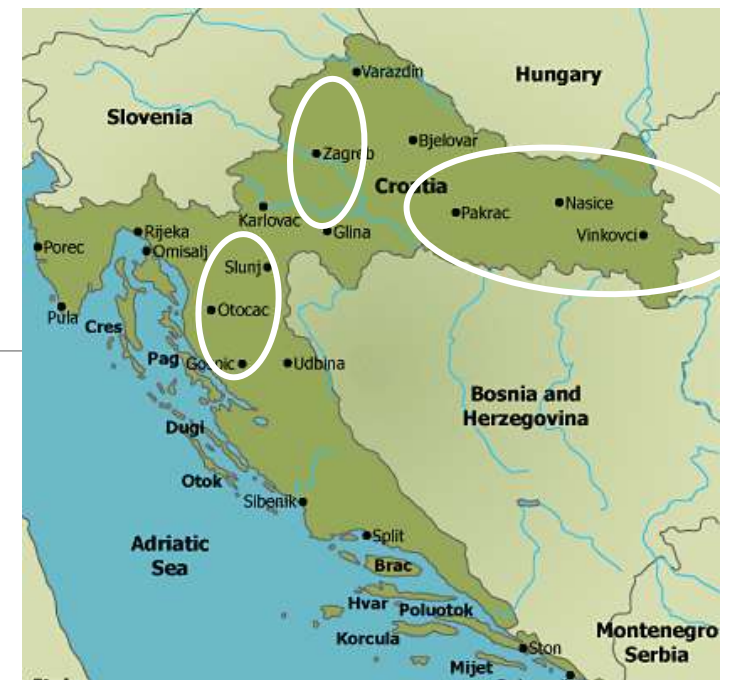 Varazdin
Hungary
Slovenia
Bjelovar
Zagreb
Croatia
Nasice
Pakrac
Karlovac
Glina
Vinkovci
Rijeka
Porec
Omisalj
Slunj
Otocac
Pula
Cres
Pag
Gospic
Udbina
Bosnia and
Herzegovina
Dugi
Otok
Sibenik
Split
Adriatic
Sea
Brac
Hvar
Poluotok
Korcula
Montenegro
Serbia
Ston
Mijet